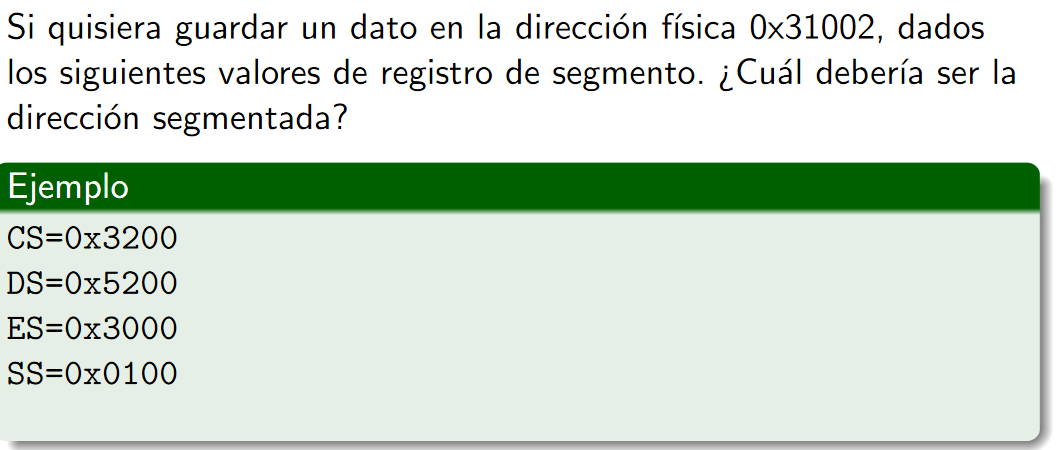 Si quisiera guardar un dato en la dirección física 0x31002, dados
los siguientes valores de registro de segmento. ¿Cuál debería ser la
dirección segmentada?
Ejemplo
CS=0x3200
DS=0x5200
ES=0x3000
SS=0x0100